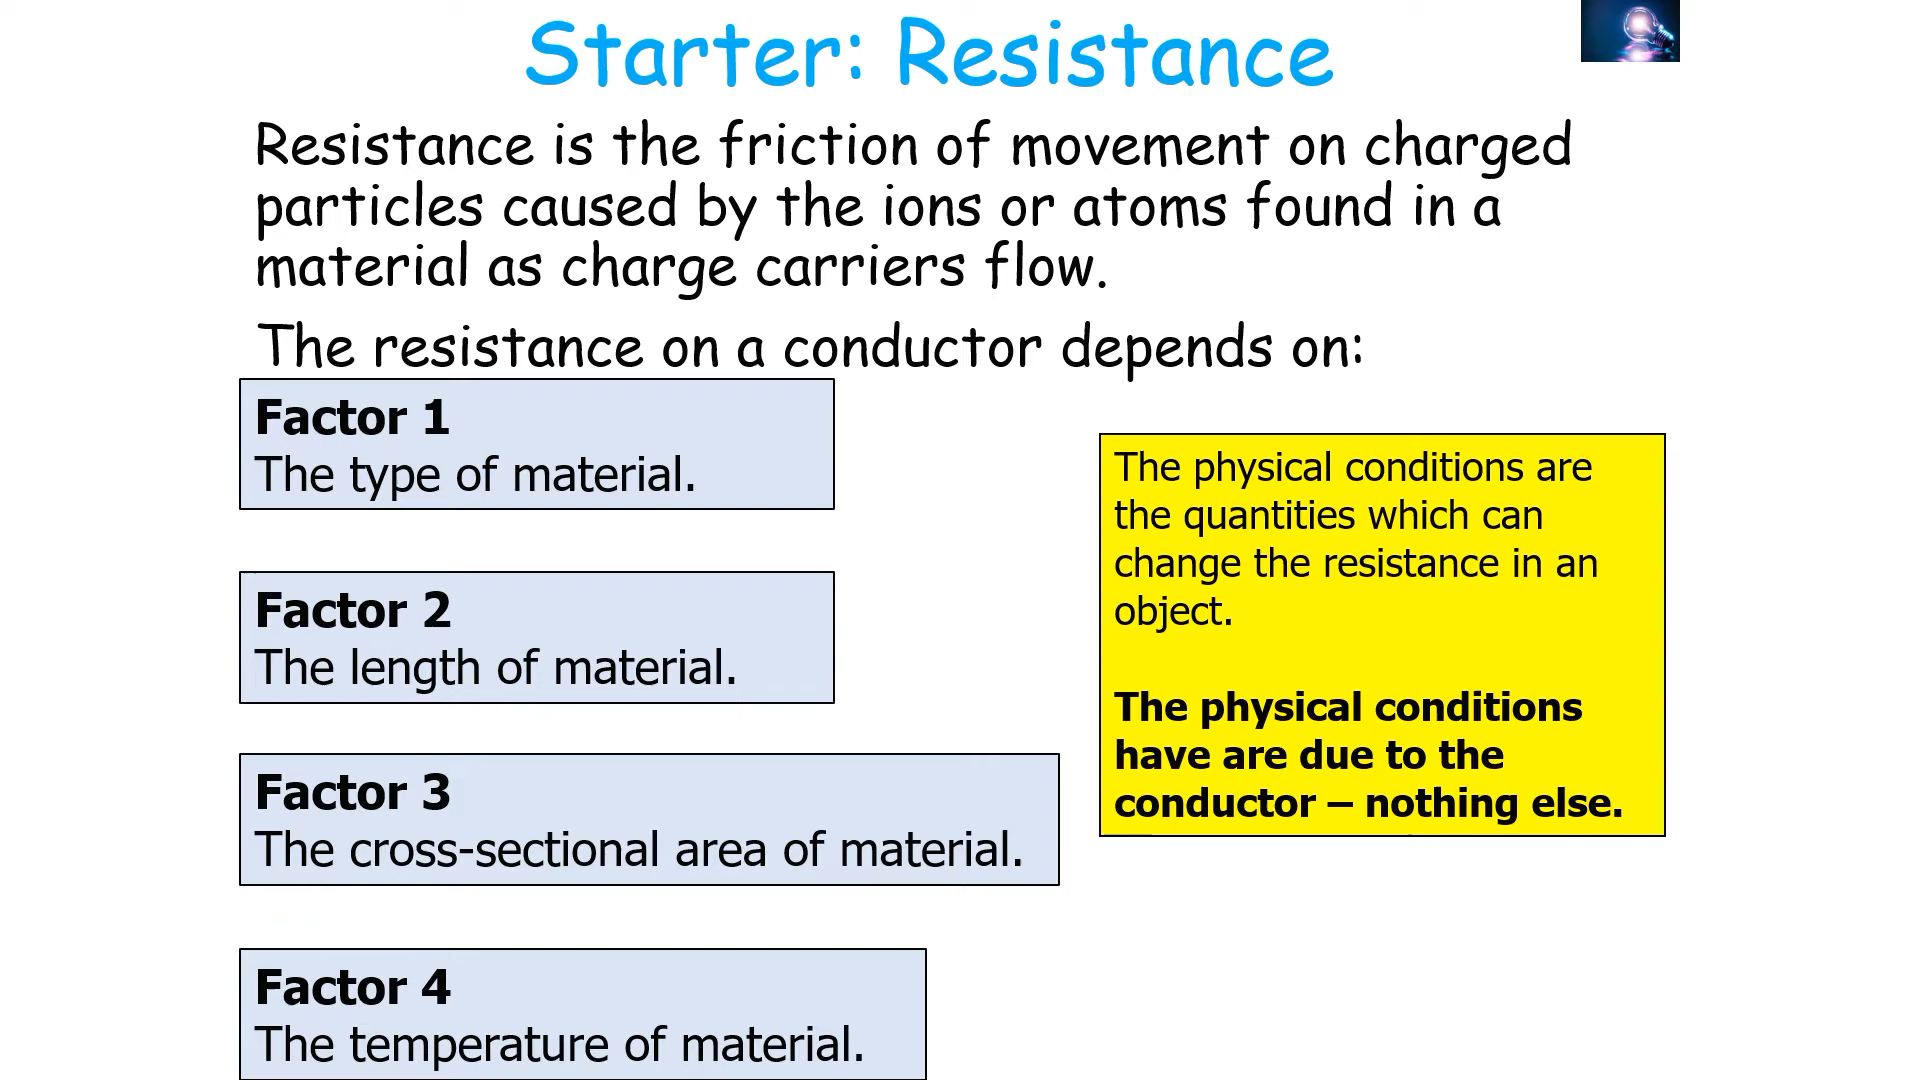 Starter: Resistance
Resistance is the friction of movement on charged
particles caused by the ions or atoms found in a
material as charge carriers flow.
The resistance on a conductor depends on:
Factor 1
The type of material.
Factor 2
The length of material.
Factor 3
The cross-sectional area of material.
Factor 4
The temperature of material.
The physical conditions are
the quantities which can
change the resistance in an
object.
The physical conditions
have are due to the
conductor – nothing else.